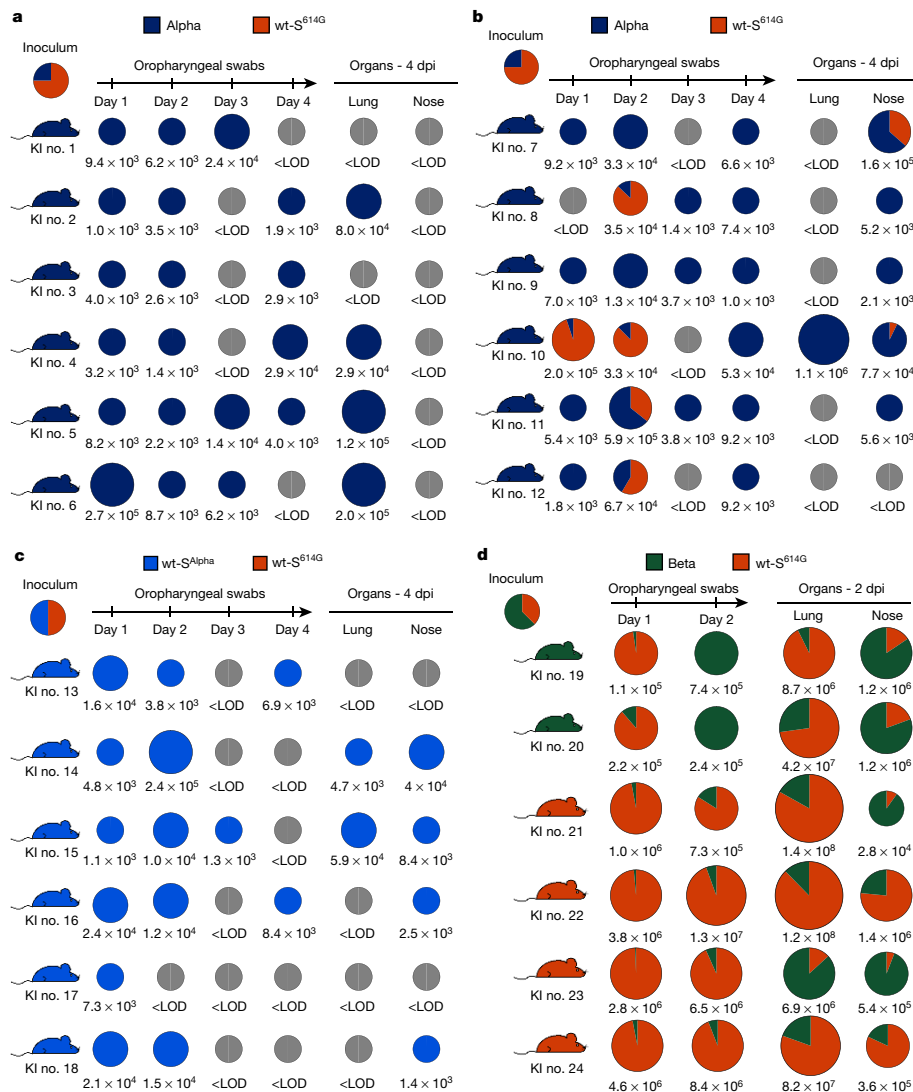 a
Alpha wt-S^614G
Inoculum
Oropharyngeal swabs Organs - 4 dpi
Day 1 Day 2 Day 3 Day 4 Lung Nose
KI no. 1
9.4 × 10³ 6.2 × 10³ 2.4 × 10⁴ <LOD <LOD <LOD
KI no. 2
1.0 × 10³ 3.5 × 10³ <LOD 1.9 × 10³ 8.0 × 10⁴ <LOD
KI no. 3
4.0 × 10³ 2.6 × 10³ <LOD 2.9 × 10³ <LOD <LOD
KI no. 4
3.2 × 10³ 1.4 × 10³ <LOD 2.9 × 10⁴ 2.9 × 10⁴ <LOD
KI no. 5
8.2 × 10³ 2.2 × 10³ 1.4 × 10⁴ 4.0 × 10³ 1.2 × 10⁵ <LOD
KI no. 6
2.7 × 10⁵ 8.7 × 10³ 6.2 × 10³ <LOD 2.0 × 10⁵ <LOD
b
Alpha wt-S^614G
Inoculum
Oropharyngeal swabs Organs - 4 dpi
Day 1 Day 2 Day 3 Day 4 Lung Nose
KI no. 7
9.2 × 10³ 3.3 × 10⁴ <LOD 6.6 × 10³ <LOD 1.6 × 10⁵
KI no. 8
<LOD 3.5 × 10⁴ 1.4 × 10³ 7.4 × 10³ <LOD 5.2 × 10³
KI no. 9
7.0 × 10³ 1.3 × 10⁴ 3.7 × 10³ 1.0 × 10³ <LOD 2.1 × 10³
KI no. 10
2.0 × 10⁵ 3.3 × 10⁴ <LOD 5.3 × 10⁴ 1.1 × 10⁶ 7.7 × 10⁴
KI no. 11
5.4 × 10³ 5.9 × 10⁵ 3.8 × 10³ 9.2 × 10³ <LOD 5.6 × 10³
KI no. 12
1.8 × 10³ 6.7 × 10⁴ <LOD 9.2 × 10³ <LOD <LOD
c
wt-S^Alpha wt-S^614G
Inoculum
Oropharyngeal swabs Organs - 4 dpi
Day 1 Day 2 Day 3 Day 4 Lung Nose
KI no. 13
1.6 × 10⁴ 3.8 × 10³ <LOD 6.9 × 10³ <LOD <LOD
KI no. 14
4.8 × 10³ 2.4 × 10⁵ <LOD <LOD 4.7 × 10³ 4 × 10⁴
KI no. 15
1.1 × 10³ 1.0 × 10⁴ 1.3 × 10³ <LOD 5.9 × 10⁴ 8.4 × 10³
KI no. 16
2.4 × 10⁴ 1.2 × 10⁴ <LOD 8.4 × 10³ <LOD 2.5 × 10³
KI no. 17
7.3 × 10³ <LOD <LOD <LOD <LOD <LOD
KI no. 18
2.1 × 10⁴ 1.5 × 10⁴ <LOD <LOD <LOD 1.4 × 10³
d
Beta wt-S^614G
Inoculum
Oropharyngeal swabs Organs - 2 dpi
Day 1 Day 2 Lung Nose
KI no. 19
1.1 × 10⁵ 7.4 × 10⁵ 8.7 × 10⁶ 1.2 × 10⁶
KI no. 20
2.2 × 10⁵ 2.4 × 10⁵ 4.2 × 10⁷ 1.2 × 10⁶
KI no. 21
1.0 × 10⁶ 7.3 × 10⁵ 1.4 × 10⁸ 2.8 × 10⁴
KI no. 22
3.8 × 10⁶ 1.3 × 10⁷ 1.2 × 10⁸ 1.4 × 10⁶
KI no. 23
2.8 × 10⁶ 6.5 × 10⁶ 6.9 × 10⁶ 5.4 × 10⁵
KI no. 24
4.6 × 10⁶ 8.4 × 10⁶ 8.2 × 10⁷ 3.6 × 10⁶